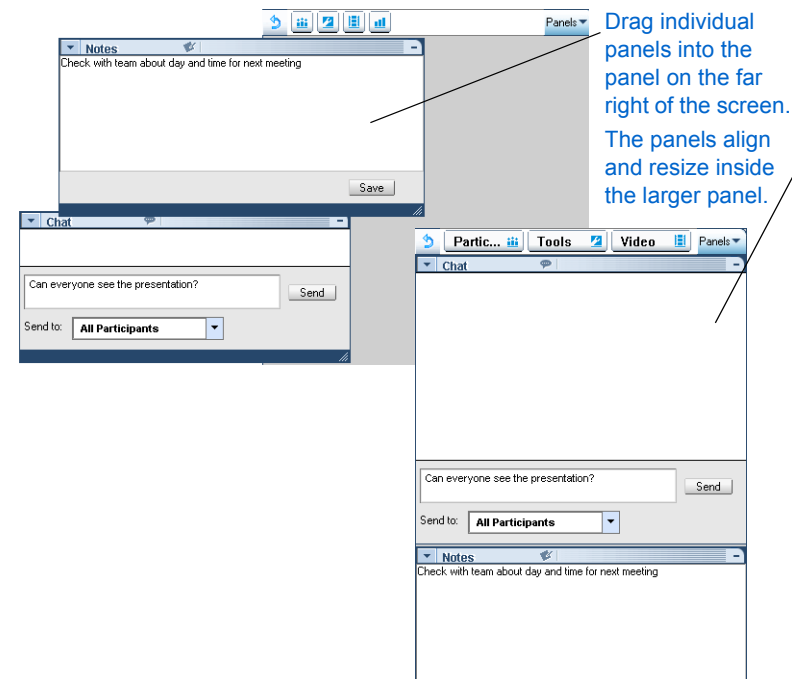 Panels
Drag individual
panels into the
panel on the far
right of the screen.
The panels align
and resize inside
the larger panel.
Notes
Check with team about day and time for next meeting
Save
Chat
Can everyone see the presentation?
Send
Send to: All Participants
Partic... Tools Video Panels
Chat
Can everyone see the presentation?
Send
Send to: All Participants
Notes
Check with team about day and time for next meeting